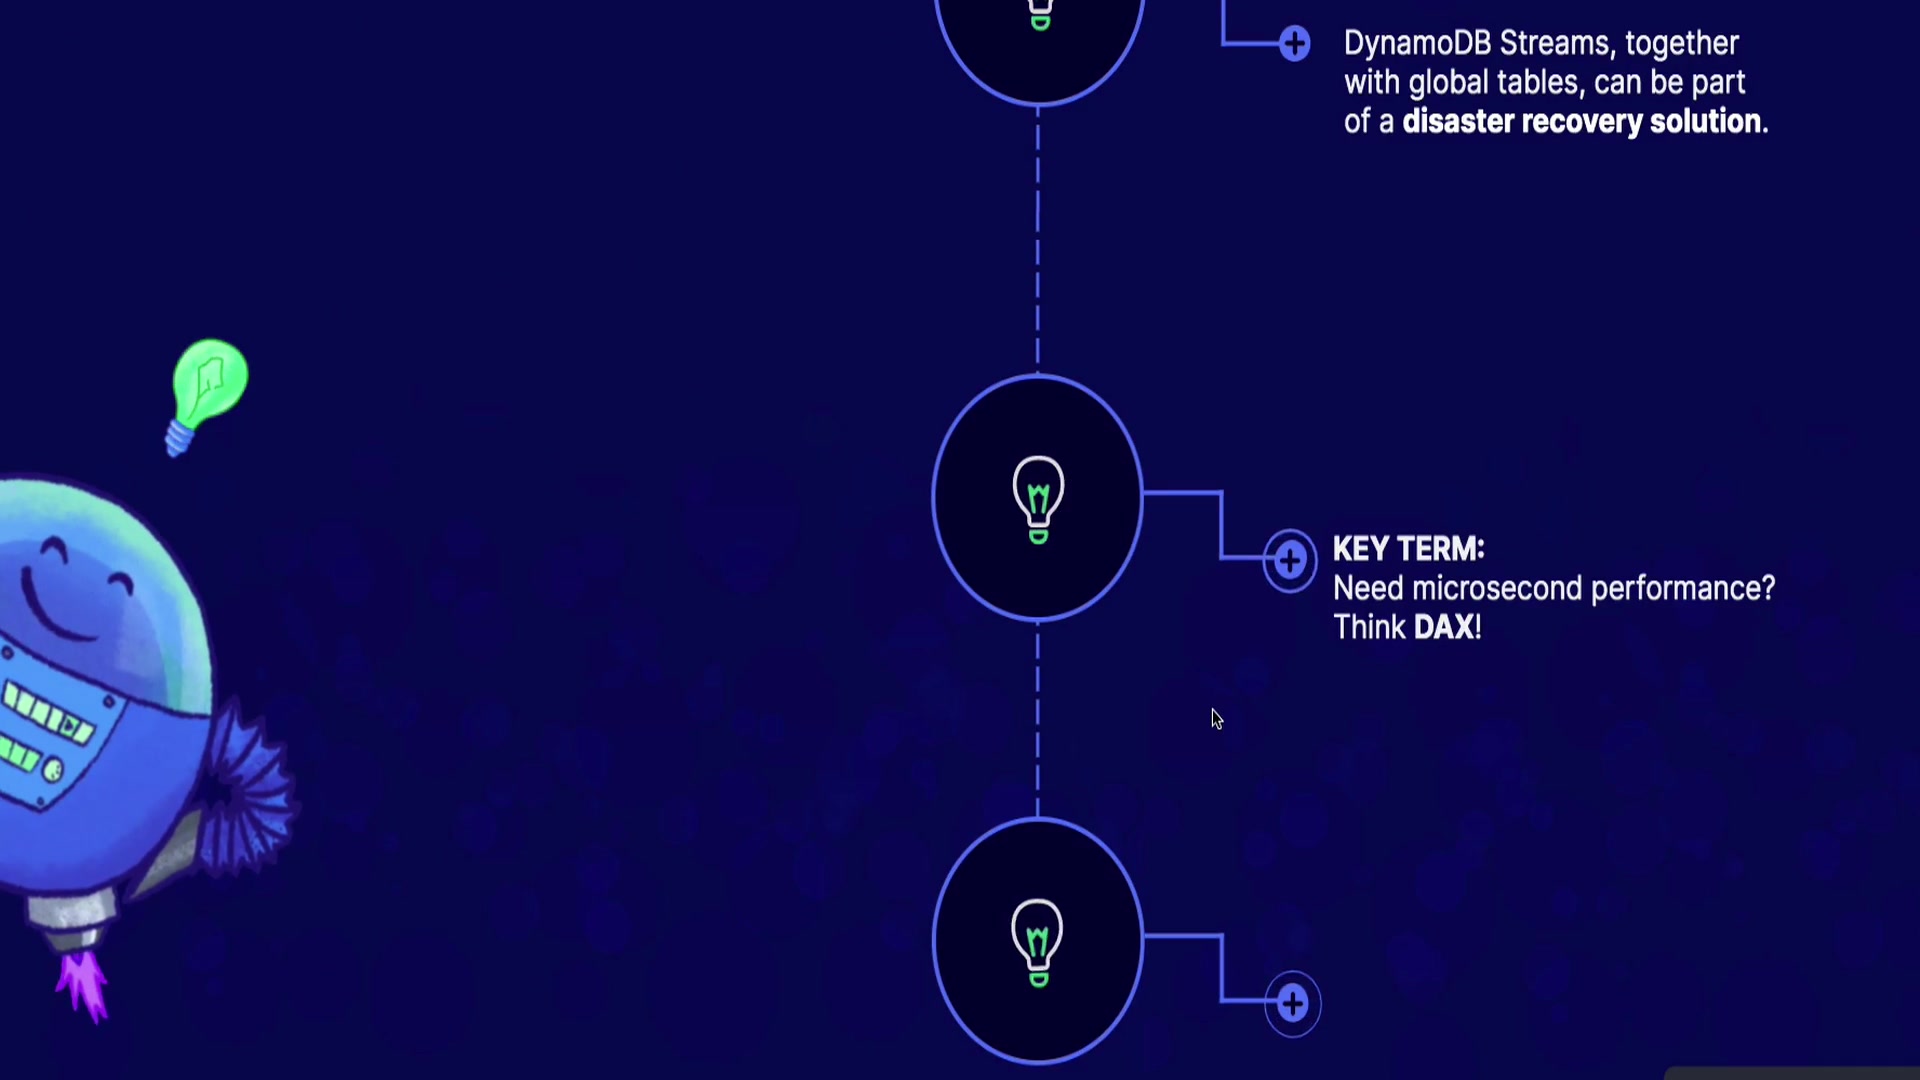 DynamoDB Streams, together
with global tables, can be part
of a disaster recovery solution.
KEY TERM:
Need microsecond performance?
Think DAX!